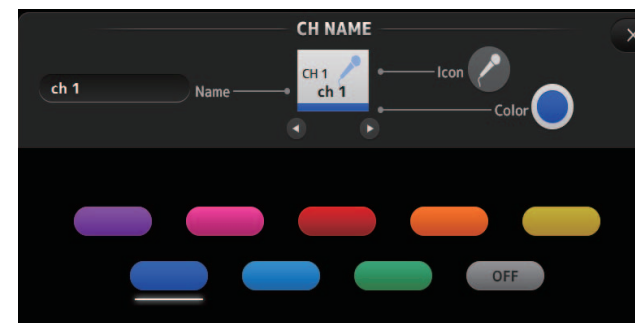 CH NAME
ch 1
Name
CH 1
ch 1
Icon
Color
OFF